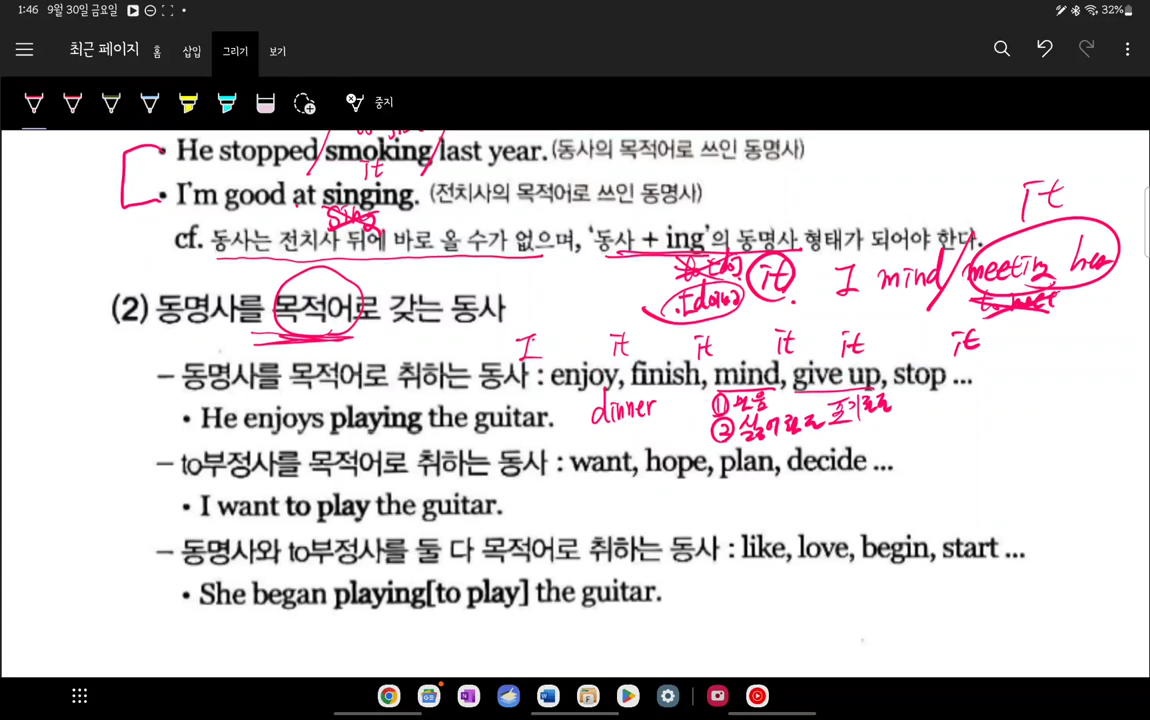 1:46 9월 30일 금요일 32%
최근 페이지 홈 삽입 그리기 보기
중지
• He stopped smoking last year.(동사의 목적어로 쓰인 동명사)
it
• I'm good at singing. (전치사의 목적어로 쓰인 동명사)
it
sing
cf. 동사는 전치사 뒤에 바로 올 수가 없으며, '동사 + ing'의 동명사 형태가 되어야 한다.
it I mind meeting her
to meet
(2) 동명사를 목적어로 갖는 동사
I it it it it it
– 동명사를 목적어로 취하는 동사 : enjoy, finish, mind, give up, stop ...
dinner ① ②
• He enjoys playing the guitar.
– to부정사를 목적어로 취하는 동사 : want, hope, plan, decide ...
• I want to play the guitar.
– 동명사와 to부정사를 둘 다 목적어로 취하는 동사 : like, love, begin, start ...
• She began playing[to play] the guitar.